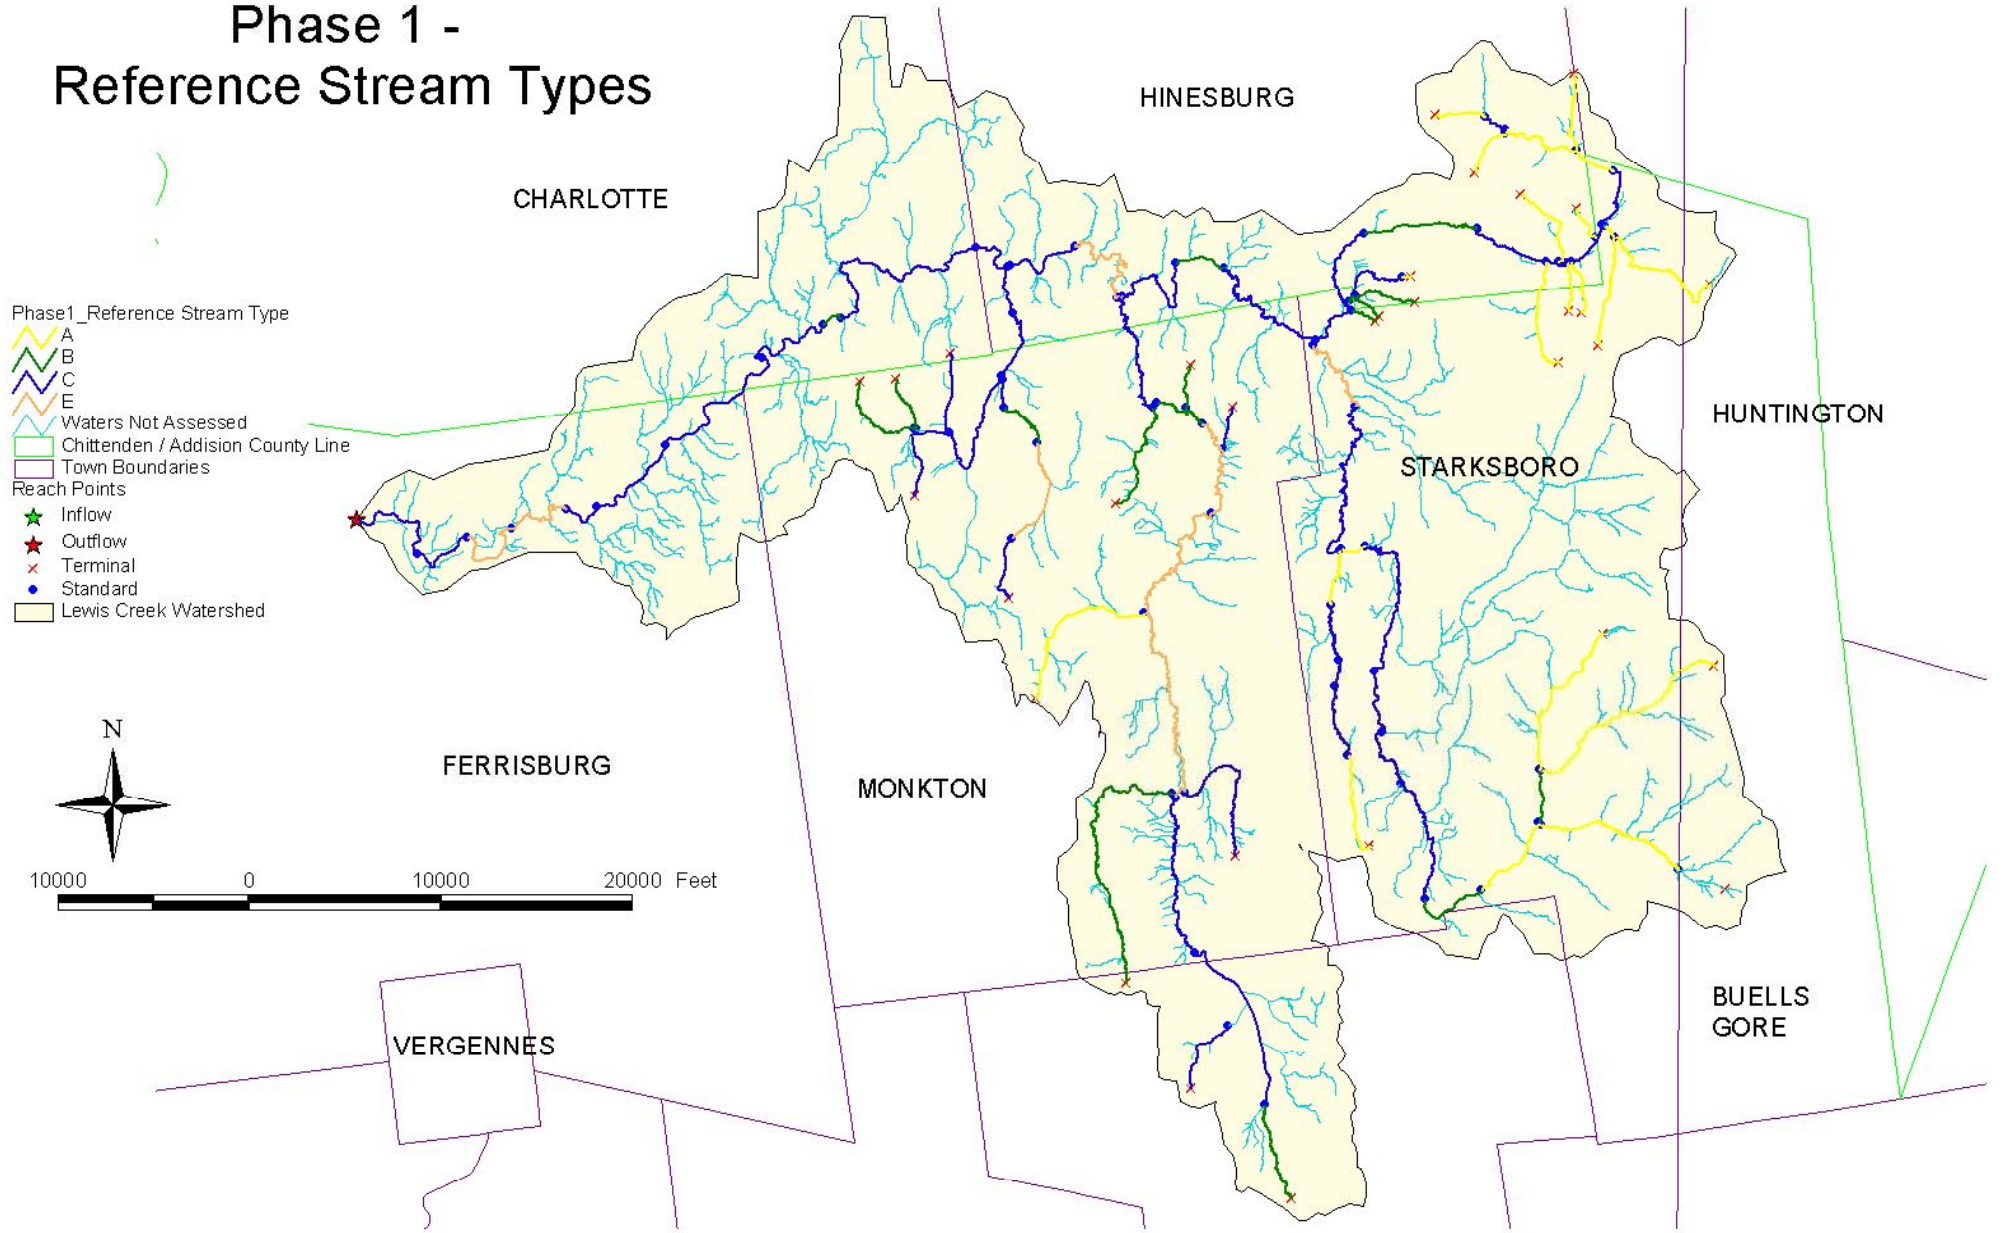 Phase 1 -
Reference Stream Types
HINESBURG
CHARLOTTE
Phase1_Reference Stream Type
A
B
C
E
Waters Not Assessed
Chittenden / Addision County Line
Town Boundaries
Reach Points
Inflow
Outflow
Terminal
Standard
Lewis Creek Watershed
HUNTINGTON
STARKSBORO
N
FERRISBURG
MONKTON
10000 0 10000 20000 Feet
BUELLS
GORE
VERGENNES